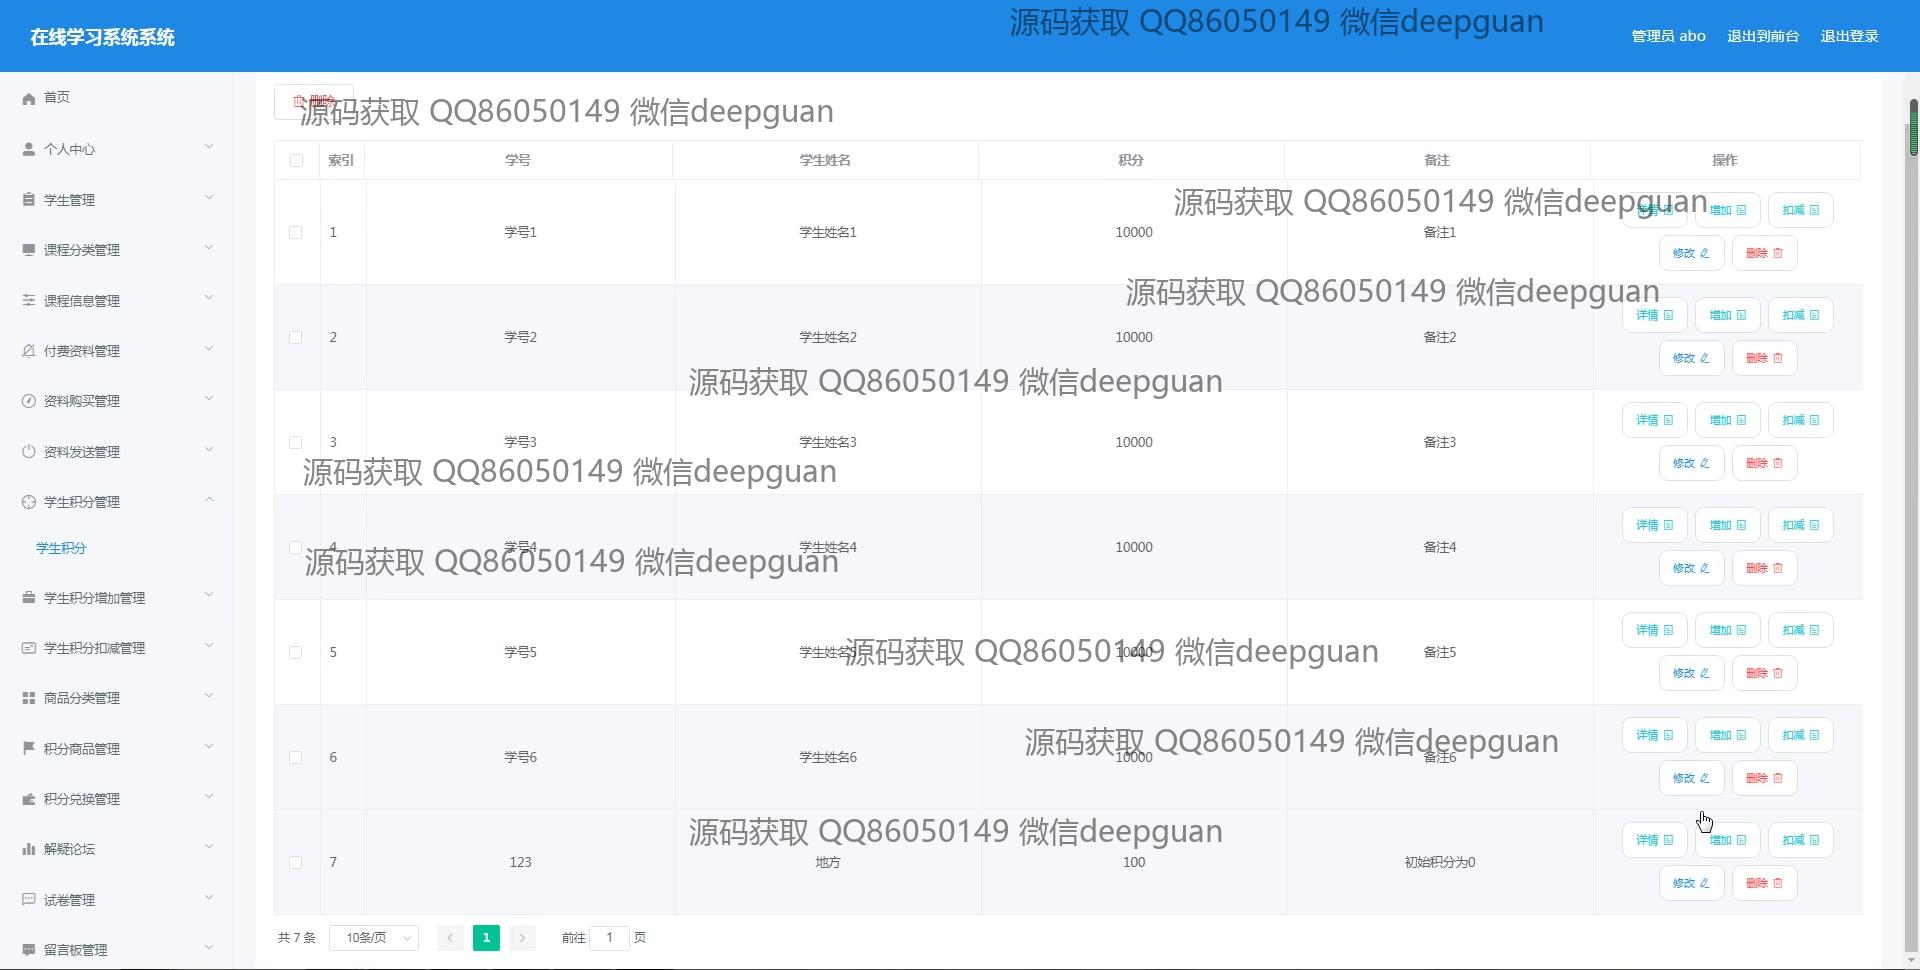 在线学习系统系统
源码获取 QQ86050149 微信deepguan
管理员 abo 退出到前台 退出登录
首页
个人中心
学生管理
课程分类管理
课程信息管理
付费资料管理
资料购买管理
资料发送管理
学生积分管理
学生积分
学生积分增加管理
学生积分扣减管理
商品分类管理
积分商品管理
积分兑换管理
解疑论坛
试卷管理
留言板管理
删除
源码获取 QQ86050149 微信deepguan
索引 学号 学生姓名 积分 备注 操作
源码获取 QQ86050149 微信deepguan
1 学号1 学生姓名1 10000 备注1 详情 增加 扣减
修改 删除
源码获取 QQ86050149 微信deepguan
2 学号2 学生姓名2 10000 备注2 详情 增加 扣减
修改 删除
源码获取 QQ86050149 微信deepguan
3 学号3 学生姓名3 10000 备注3 详情 增加 扣减
修改 删除
源码获取 QQ86050149 微信deepguan
4 学号4 学生姓名4 10000 备注4 详情 增加 扣减
修改 删除
源码获取 QQ86050149 微信deepguan
5 学号5 学生姓名5 10000 备注5 详情 增加 扣减
修改 删除
源码获取 QQ86050149 微信deepguan
6 学号6 学生姓名6 10000 备注6 详情 增加 扣减
修改 删除
源码获取 QQ86050149 微信deepguan
7 123 地方 100 初始积分为0 详情 增加 扣减
修改 删除
源码获取 QQ86050149 微信deepguan
共 7 条 10条/页 1 前往 1 页